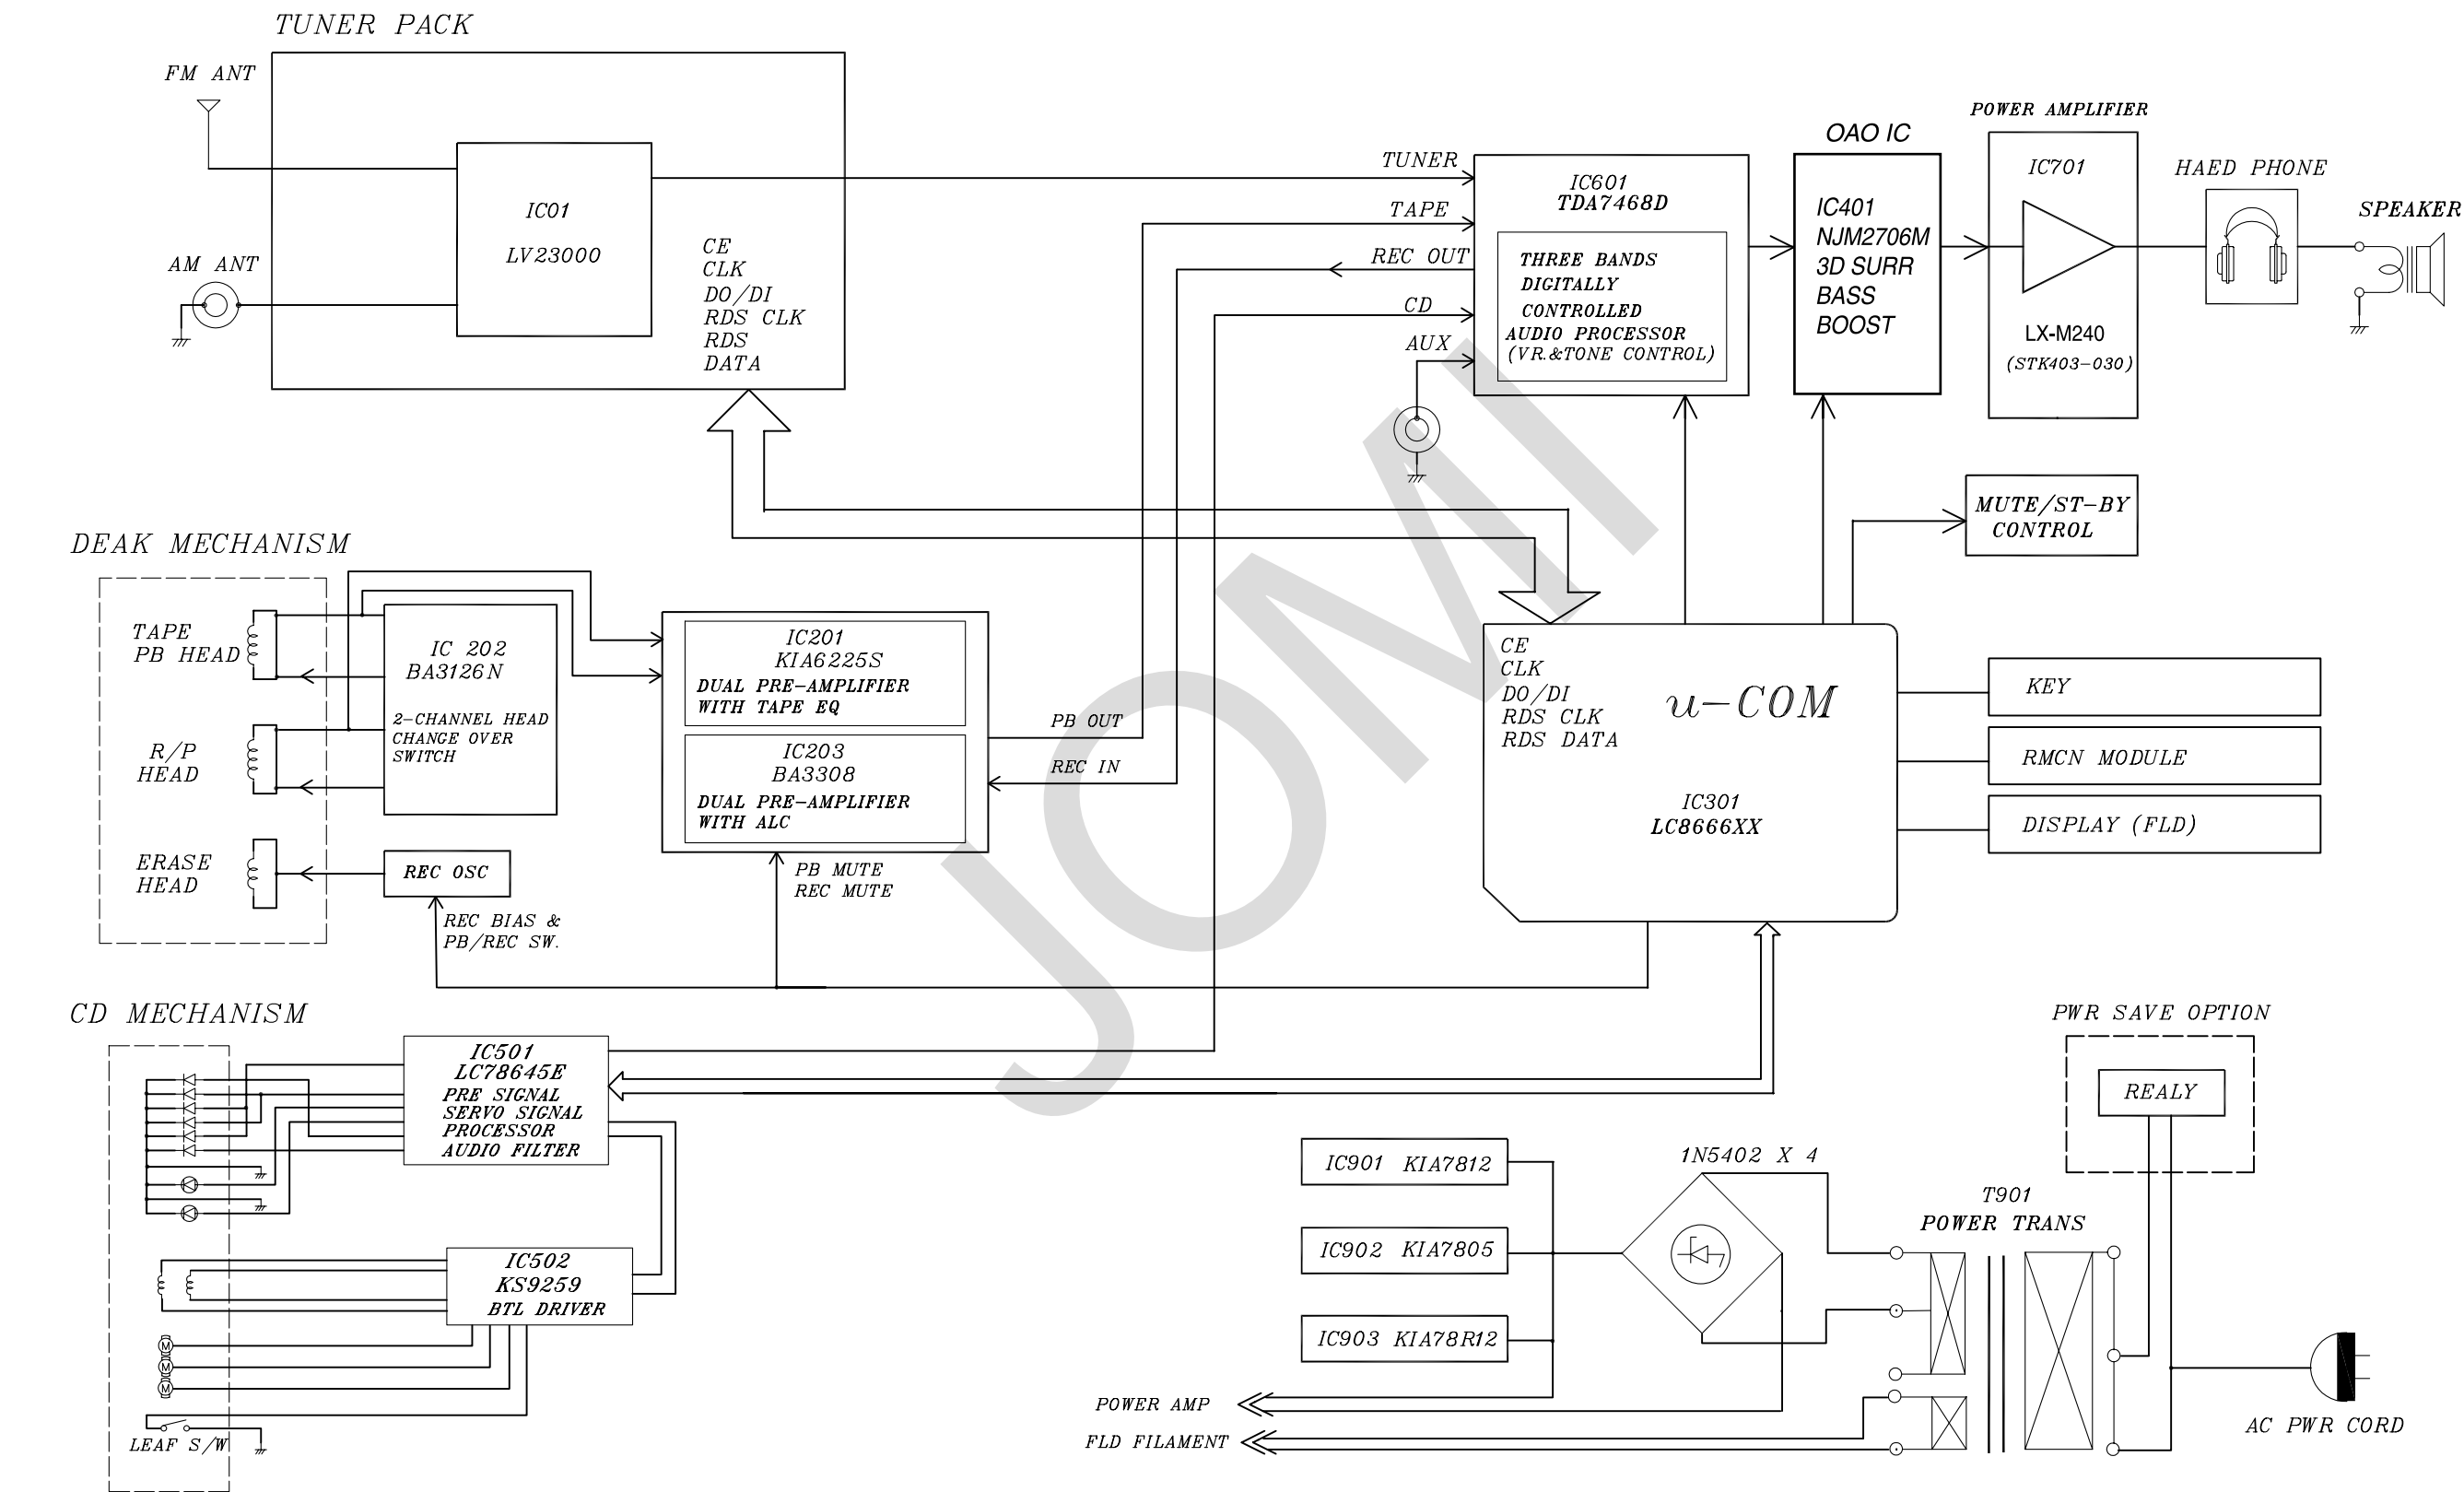 TUNER PACK
FM ANT
AM ANT
IC01
LV23000
CE
CLK
DO/DI
RDS CLK
RDS
DATA
TUNER
TAPE
REC OUT
CD
AUX
IC601
TDA7468D
THREE BANDS
DIGITALLY
CONTROLLED
AUDIO PROCESSOR
(VR.&TONE CONTROL)
OAO IC
IC401
NJM2706M
3D SURR
BASS
BOOST
POWER AMPLIFIER
IC701
LX-M240
(STK403-030)
HAED PHONE
SPEAKER
MUTE/ST-BY
CONTROL
DEAK MECHANISM
TAPE
PB HEAD
R/P
HEAD
ERASE
HEAD
IC 202
BA3126N
2-CHANNEL HEAD
CHANGE OVER
SWITCH
REC OSC
REC BIAS &
PB/REC SW.
IC201
KIA6225S
DUAL PRE-AMPLIFIER
WITH TAPE EQ
IC203
BA3308
DUAL PRE-AMPLIFIER
WITH ALC
PB OUT
REC IN
PB MUTE
REC MUTE
CE
CLK
DO/DI
RDS CLK
RDS DATA
u-COM
IC301
LC8666XX
KEY
RMCN MODULE
DISPLAY (FLD)
CD MECHANISM
IC501
LC78645E
PRE SIGNAL
SERVO SIGNAL
PROCESSOR
AUDIO FILTER
IC502
KS9259
BTL DRIVER
M
M
M
LEAF S/W
IC901 KIA7812
IC902 KIA7805
IC903 KIA78R12
1N5402 X 4
POWER AMP
FLD FILAMENT
T901
POWER TRANS
PWR SAVE OPTION
REALY
AC PWR CORD
JOMI